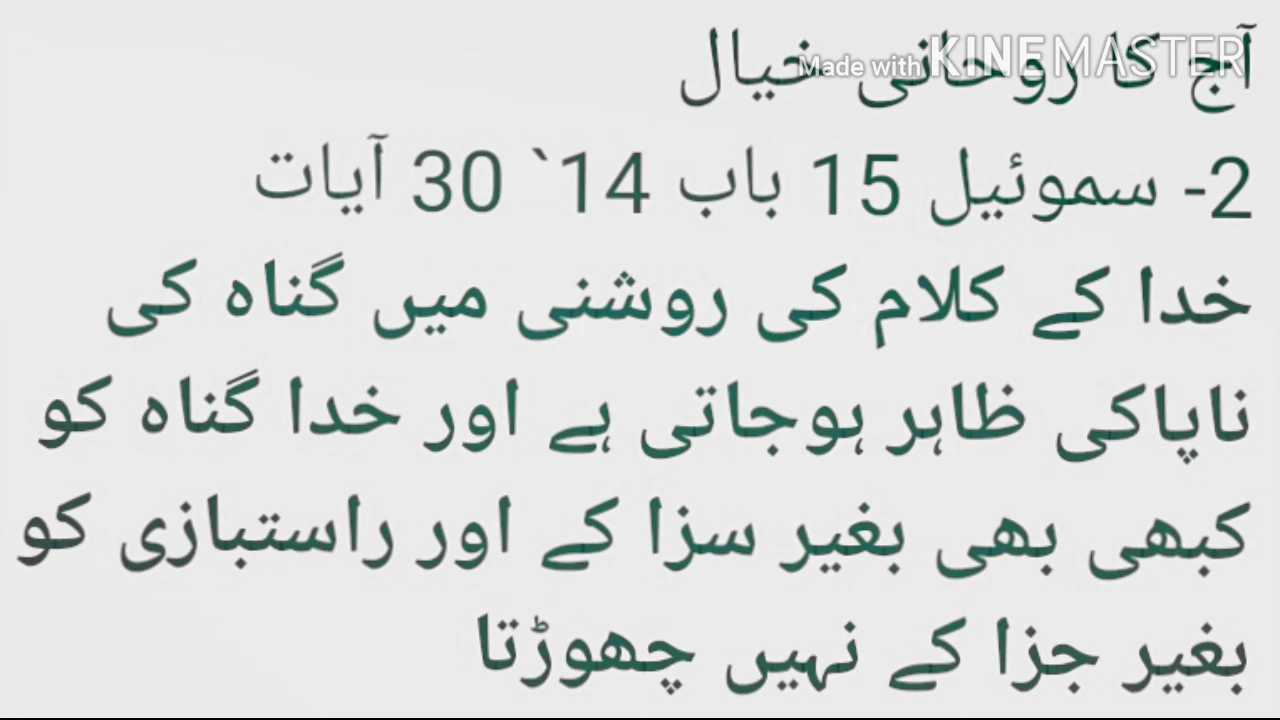 آج کا روحانی خیال
Made with KINEMASTER
2- سموئیل 15 باب 14` 30 آیات
خدا کے کلام کی روشنی میں گناہ کی
ناپاکی ظاہر ہوجاتی ہے اور خدا گناہ کو
کبھی بھی بغیر سزا کے اور راستبازی کو
بغیر جزا کے نہیں چھوڑتا